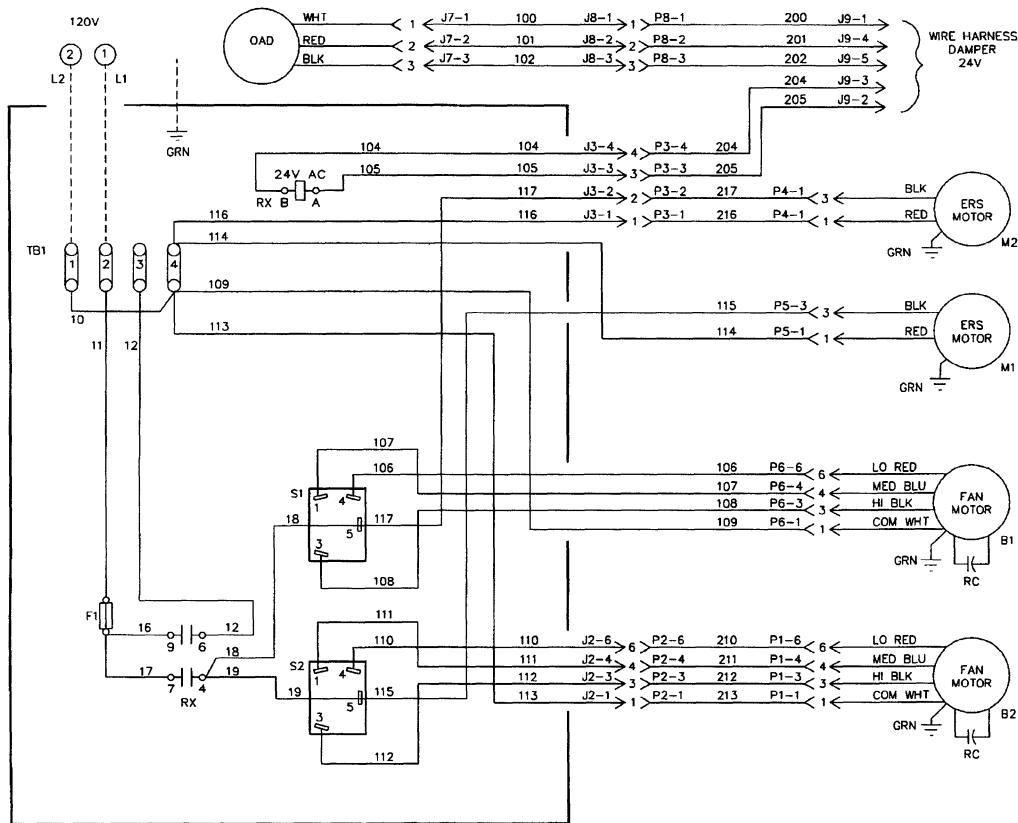 120V
2 1
L2 L1
GRN
OAD
WHT 1 J7-1 100 J8-1 1 P8-1 200 J9-1
RED 2 J7-2 101 J8-2 2 P8-2 201 J9-4
BLK 3 J7-3 102 J8-3 3 P8-3 202 J9-5
204 J9-3
205 J9-2
WIRE HARNESS
DAMPER
24V
104 104 J3-4 4 P3-4 204
105 105 J3-3 3 P3-3 205
24V AC
RX B A
117 J3-2 2 P3-2 217 P4-1 3 BLK
116 116 J3-1 1 P3-1 216 P4-1 1 RED
ERS
MOTOR
GRN
M2
114
TB1 1 2 3 4
109
10
113
11 12
115 P5-3 3 BLK
114 P5-1 1 RED
ERS
MOTOR
GRN
M1
107
106
S1
1 4
18 5 117
3
108
106 P6-6 6 LO RED
107 P6-4 4 MED BLU
108 P6-3 3 HI BLK
109 P6-1 1 COM WHT
FAN
MOTOR
GRN
B1
RC
F1
16 9 6 12
18
17 7 4 19
RX
111
110
S2
1 4
19 5 115
3
112
110 J2-6 6 P2-6 210 P1-6 6 LO RED
111 J2-4 4 P2-4 211 P1-4 4 MED BLU
112 J2-3 3 P2-3 212 P1-3 3 HI BLK
113 J2-1 1 P2-1 213 P1-1 1 COM WHT
FAN
MOTOR
GRN
B2
RC